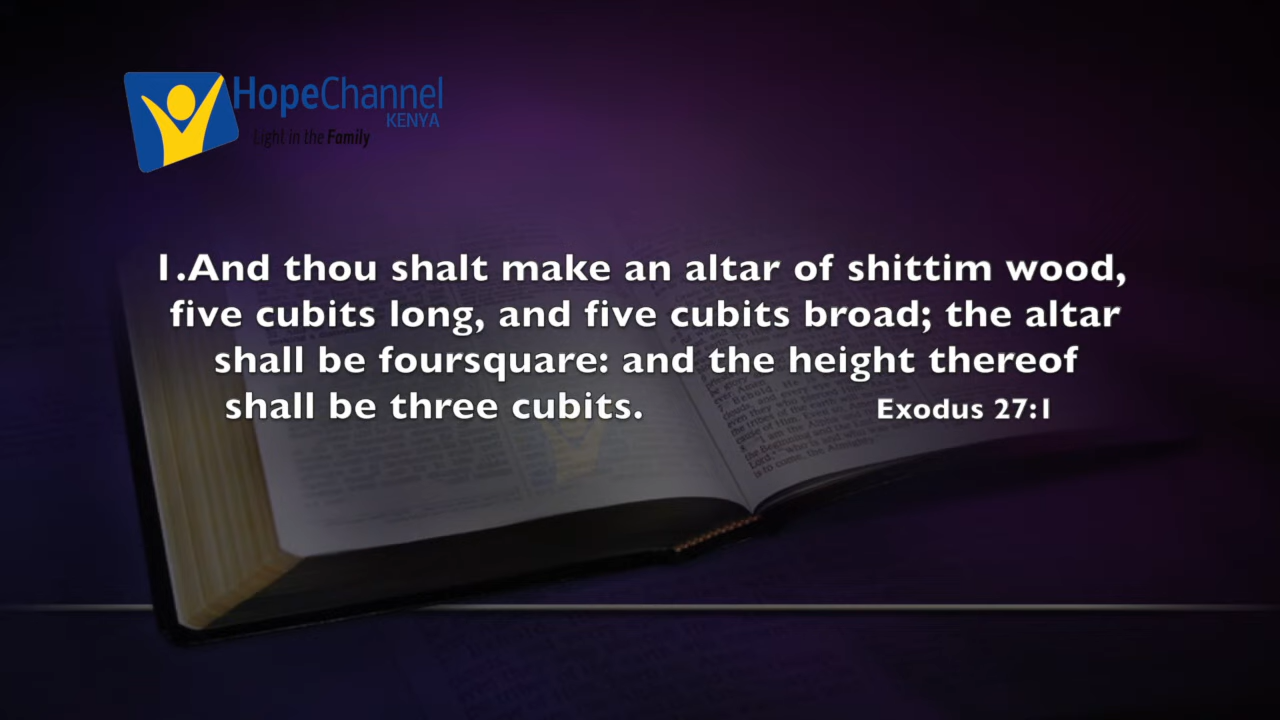 HopeChannel
KENYA
Light in the Family
1.And thou shalt make an altar of shittim wood,
five cubits long, and five cubits broad; the altar
shall be foursquare: and the height thereof
shall be three cubits. Exodus 27:1